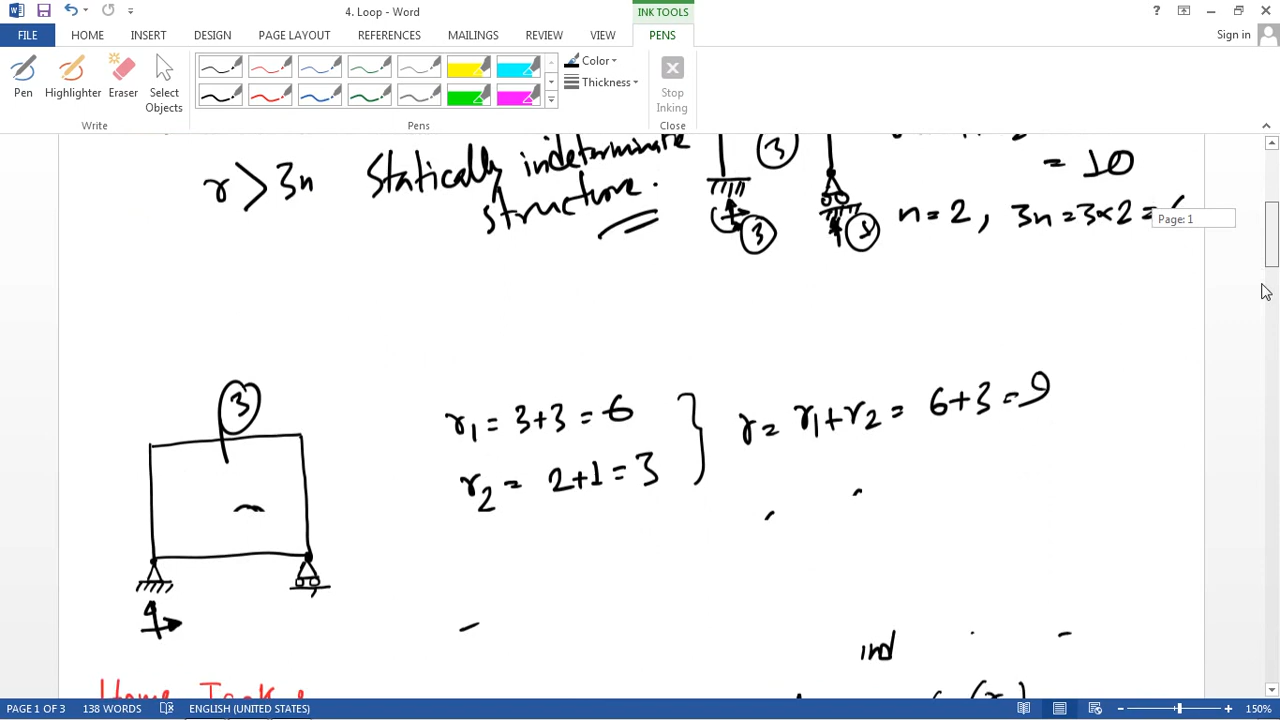 4. Loop - Word
INK TOOLS
Sign in
FILE HOME INSERT DESIGN PAGE LAYOUT REFERENCES MAILINGS REVIEW VIEW PENS
Pen Highlighter Eraser Select Objects
Color
Thickness
Stop Inking
Write Pens Close
r > 3n Statically indeterminate
structure.
3
= 10
3
n = 2, 3n = 3×2 =
Page: 1
3
r1 = 3+3 = 6
r2 = 2+1 = 3
r = r1+r2 = 6+3 = 9
ind
Home Task
PAGE 1 OF 3 138 WORDS ENGLISH (UNITED STATES) 150%